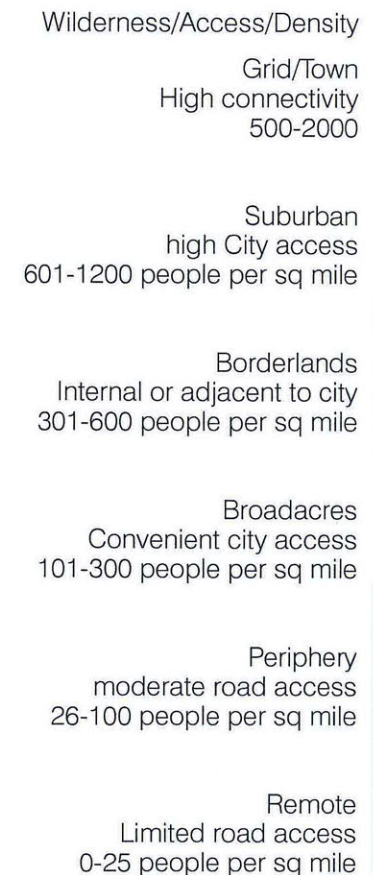 Wilderness/Access/Density
Grid/Town
High connectivity
500-2000
Suburban
high City access
601-1200 people per sq mile
Borderlands
Internal or adjacent to city
301-600 people per sq mile
Broadacres
Convenient city access
101-300 people per sq mile
Periphery
moderate road access
26-100 people per sq mile
Remote
Limited road access
0-25 people per sq mile